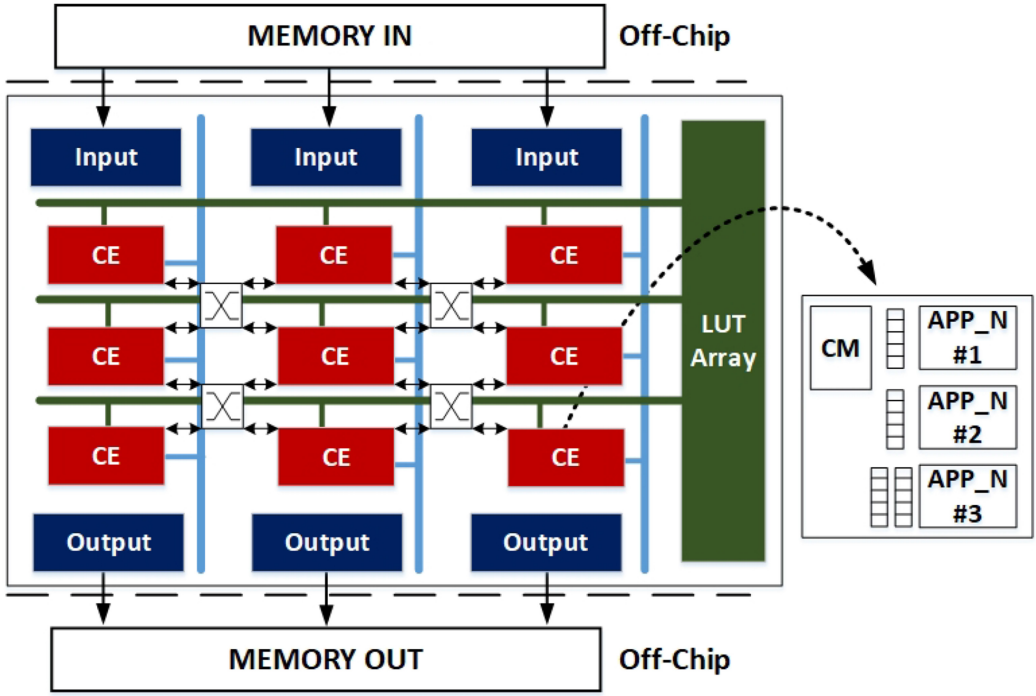 MEMORY IN
Off-Chip
Input
Input
Input
CE
CE
CE
CE
CE
CE
CE
CE
CE
LUT
Array
Output
Output
Output
MEMORY OUT
Off-Chip
CM
APP_N
#1
APP_N
#2
APP_N
#3